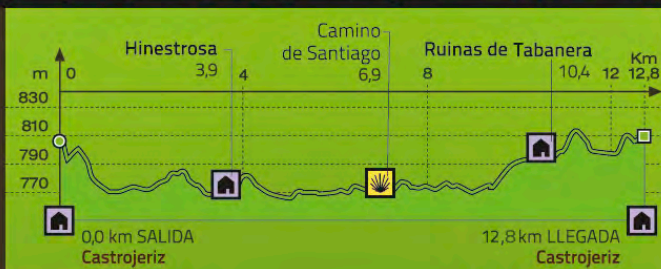 Camino
de Santiago
6,9
Hinestrosa
3,9
Ruinas de Tabanera
10,4
Km
12,8
m
0
4
8
12
830
810
790
770
0,0 km SALIDA
Castrojeriz
12,8 km LLEGADA
Castrojeriz